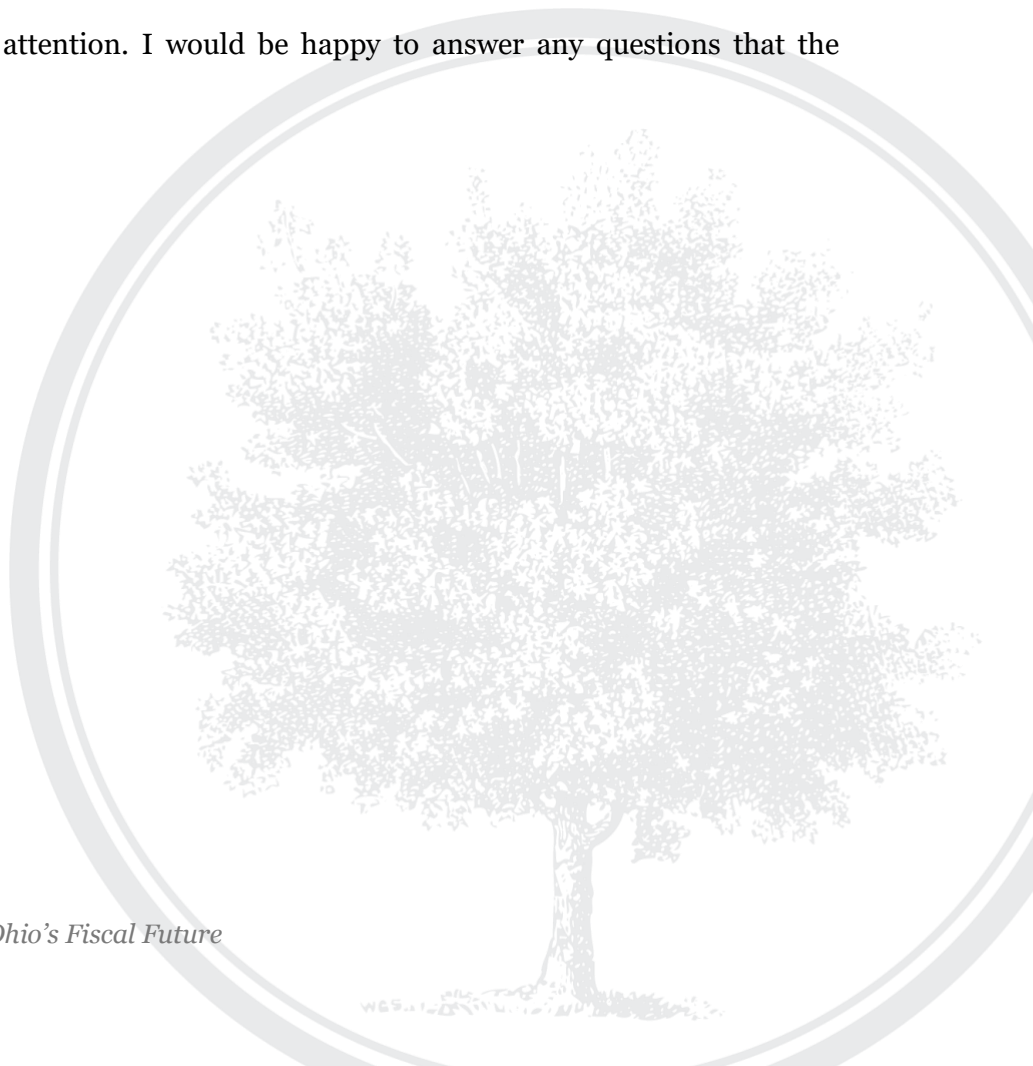 attention. I would be happy to answer any questions that the
Ohio's Fiscal Future